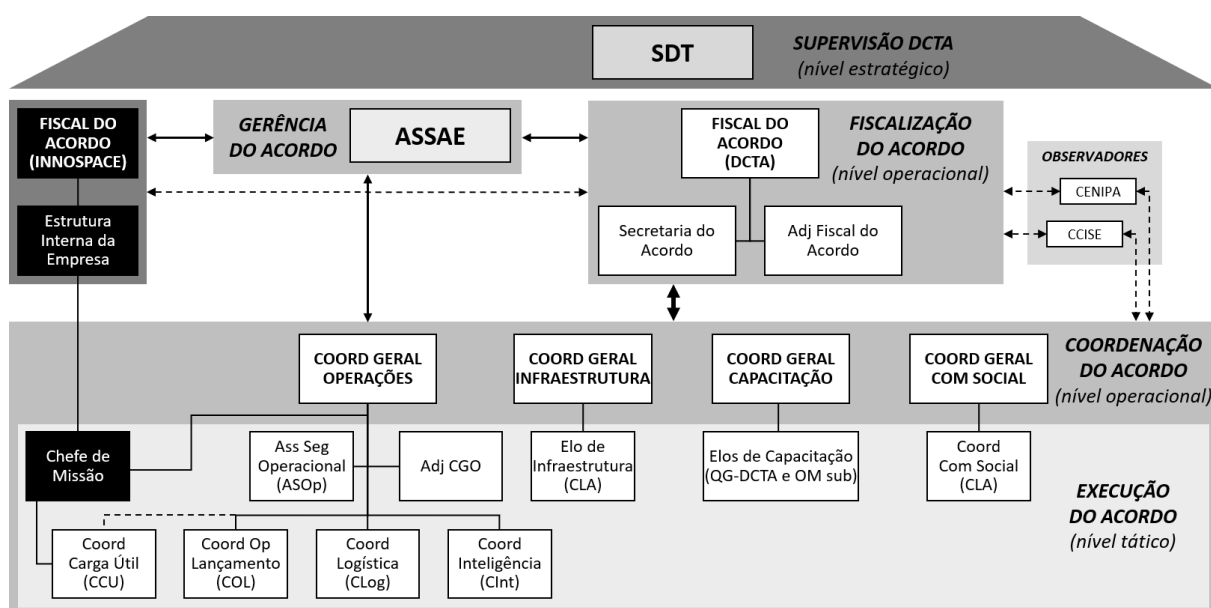 SDT
SUPERVISÃO DCTA
(nível estratégico)
FISCAL DO
ACORDO
(INNOSPACE)
Estrutura
Interna da
Empresa
GERÊNCIA
DO ACORDO
ASSAE
FISCAL DO
ACORDO
(DCTA)
FISCALIZAÇÃO
DO ACORDO
(nível operacional)
Secretaria do
Acordo
Adj Fiscal do
Acordo
OBSERVADORES
CENIPA
CCISE
COORD GERAL
OPERAÇÕES
COORD GERAL
INFRAESTRUTURA
COORD GERAL
CAPACITAÇÃO
COORD GERAL
COM SOCIAL
COORDENAÇÃO
DO ACORDO
(nível operacional)
Chefe de
Missão
Ass Seg
Operacional
(ASOp)
Adj CGO
Elo de
Infraestrutura
(CLA)
Elos de Capacitação
(QG-DCTA e OM sub)
Coord
Com Social
(CLA)
EXECUÇÃO
DO ACORDO
(nível tático)
Coord
Carga Útil
(CCU)
Coord Op
Lançamento
(COL)
Coord
Logística
(CLog)
Coord
Inteligência
(CInt)